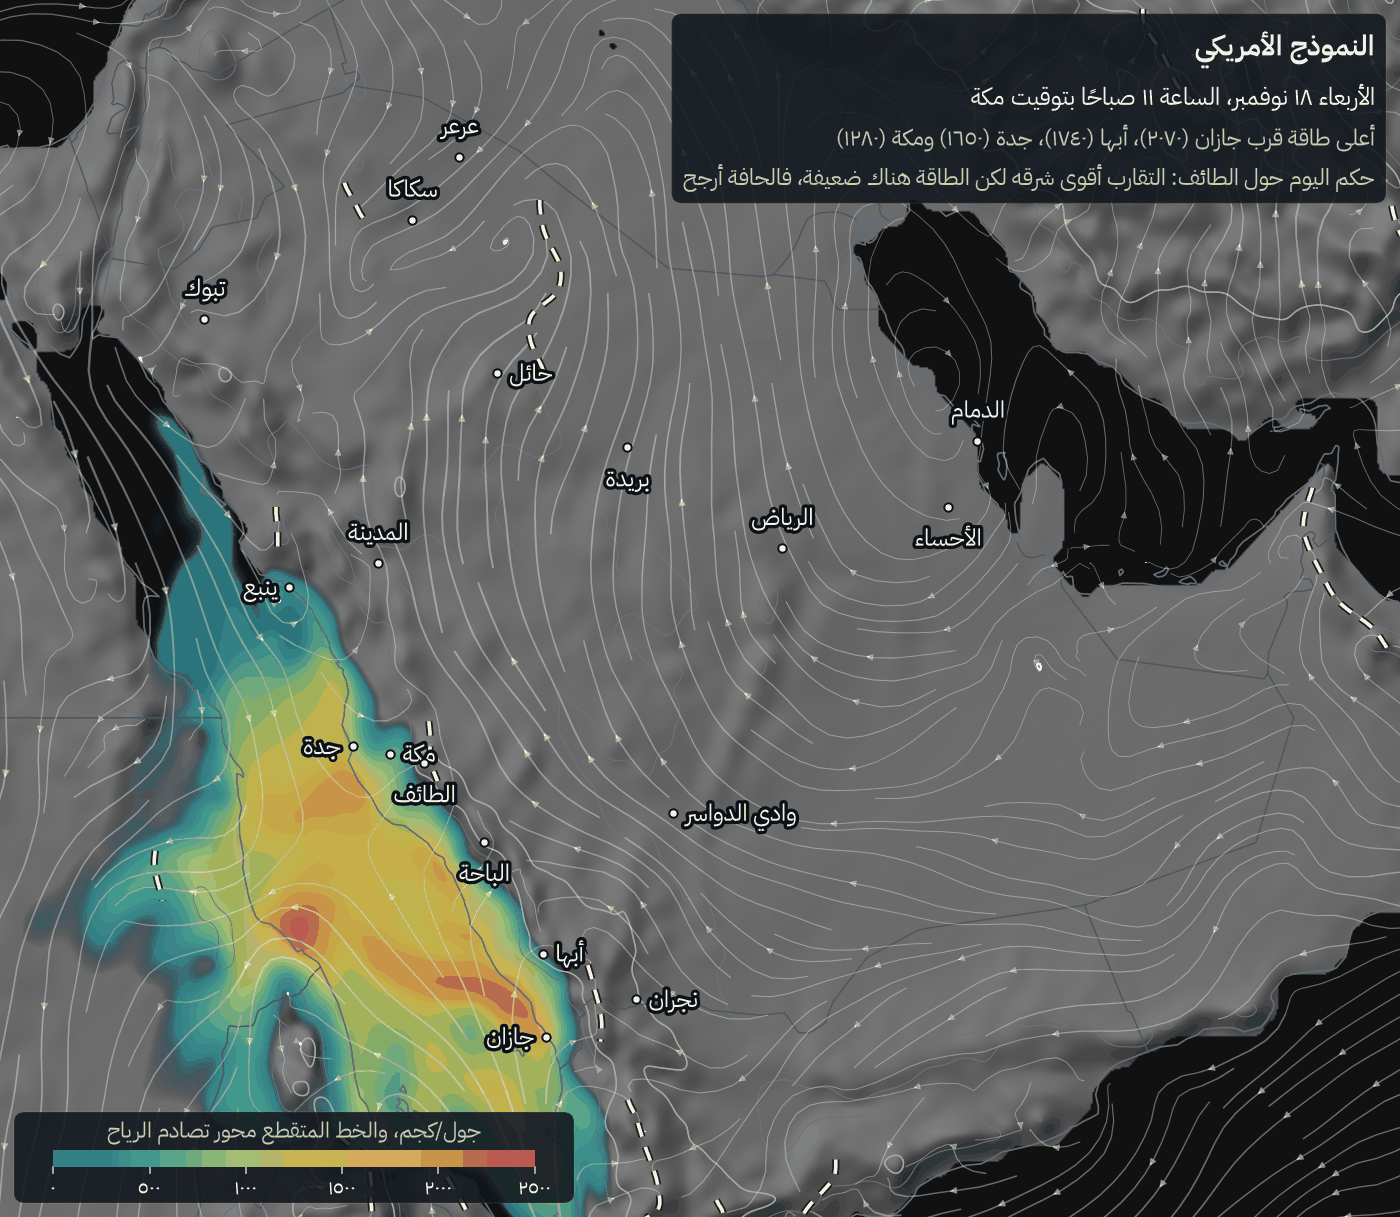 النموذج الأمريكي
الأربعاء ١٨ نوفمبر، الساعة ١١ صباحًا بتوقيت مكة
أعلى طاقة قرب جازان (٢٠٧٠)، أبها (١٧٤٠)، جدة (١٦٥٠) ومكة (١٢٨٠)
حكم اليوم حول الطائف: التقارب أقوى شرقه لكن الطاقة هناك ضعيفة، فالحافة أرجح
عرعر
سكاكا
تبوك
حائل
الدمام
بريدة
الرياض
الأحساء
المدينة
ينبع
جدة
مكة
الطائف
وادي الدواسر
الباحة
أبها
نجران
جازان
جول/كجم، والخط المتقطع محور تصادم الرياح
٠ ٥٠٠ ١٠٠٠ ١٥٠٠ ٢٠٠٠ ٢٥٠٠